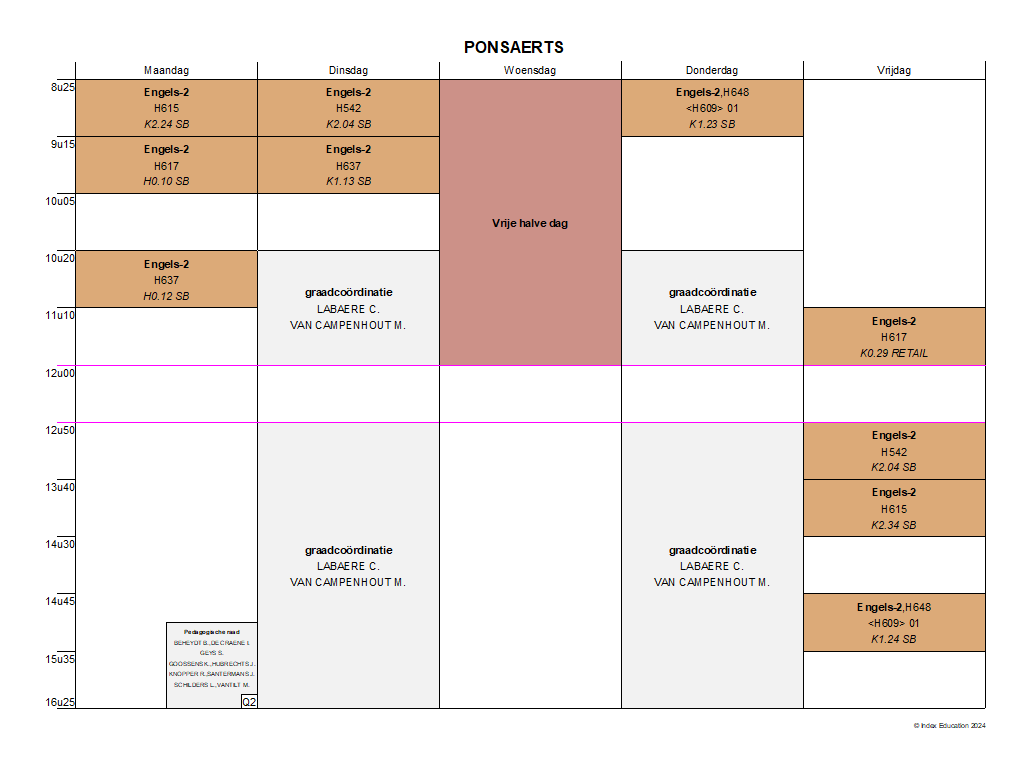 PONSAERTS
Maandag
Dinsdag
Woensdag
Donderdag
Vrijdag
8u25
9u15
10u05
10u20
11u10
12u00
12u50
13u40
14u30
14u45
15u35
16u25
Engels-2
H615
K2.24 SB
Engels-2
H617
H0.10 SB
Engels-2
H637
H0.12 SB
Pedagogische raad
BEHEYDT B., DE CRAENE I.
GEYS S.
GOOSSENS K., HUBRECHTS J.
KNOPPER R., SANTERMANS J.
SCHILDERS L., VANTILT M.
Q2
Engels-2
H542
K2.04 SB
Engels-2
H637
K1.13 SB
graadcoördinatie
LABAERE C.
VAN CAMPENHOUT M.
graadcoördinatie
LABAERE C.
VAN CAMPENHOUT M.
Vrije halve dag
Engels-2,H648
<H609> 01
K1.23 SB
graadcoördinatie
LABAERE C.
VAN CAMPENHOUT M.
graadcoördinatie
LABAERE C.
VAN CAMPENHOUT M.
Engels-2
H617
K0.29 RETAIL
Engels-2
H542
K2.04 SB
Engels-2
H615
K2.34 SB
Engels-2,H648
<H609> 01
K1.24 SB
© Index Education 2024